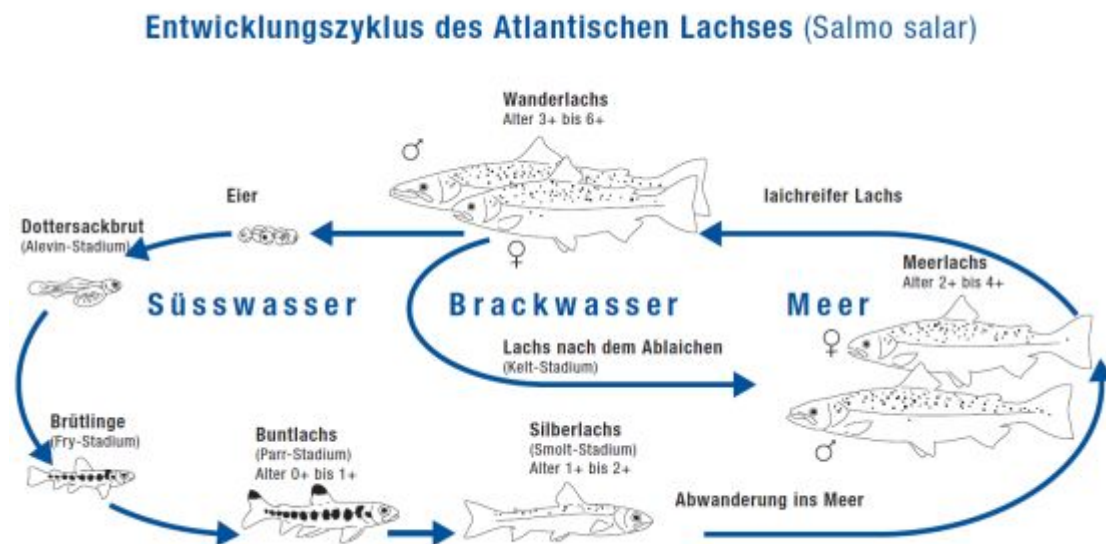 Entwicklungszyklus des Atlantischen Lachses (Salmo salar)
Wanderlachs
Alter 3+ bis 6+
♂
Eier
laichreifer Lachs
Dottersackbrut
(Alevin-Stadium)
♀
Meerlachs
Alter 2+ bis 4+
Süsswasser
Brackwasser
Meer
♀
Lachs nach dem Ablaichen
(Kelt-Stadium)
Brütlinge
(Fry-Stadium)
Buntlachs
(Parr-Stadium)
Alter 0+ bis 1+
Silberlachs
(Smolt-Stadium)
Alter 1+ bis 2+
♂
Abwanderung ins Meer